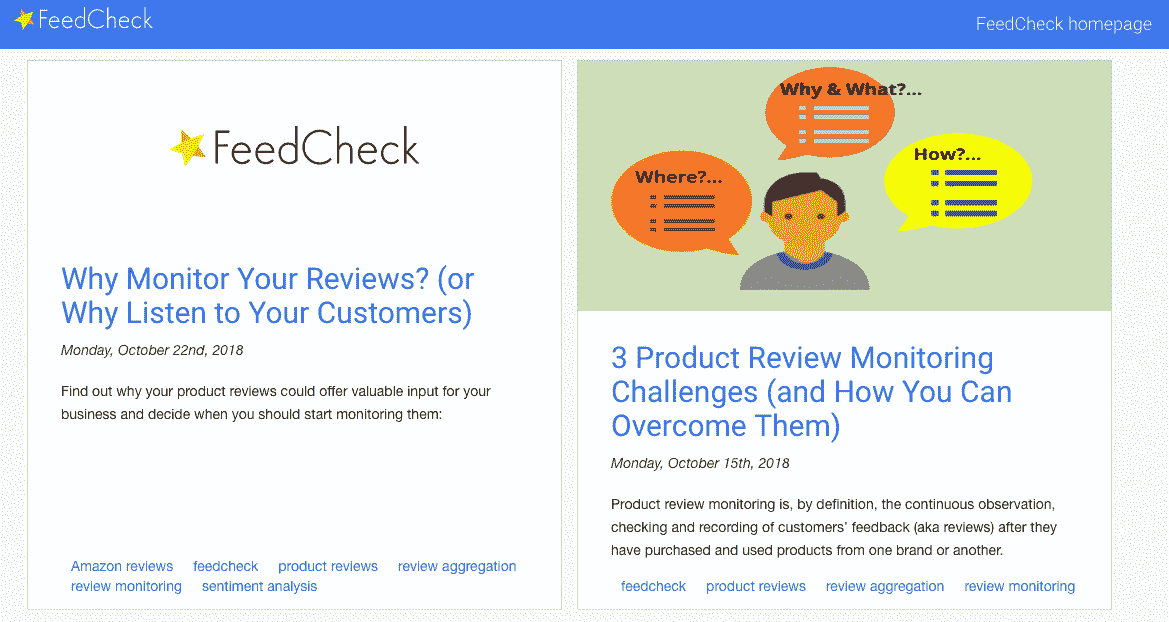 FeedCheck
FeedCheck homepage
FeedCheck
Why Monitor Your Reviews? (or
Why Listen to Your Customers)
Monday, October 22nd, 2018
Find out why your product reviews could offer valuable input for your
business and decide when you should start monitoring them:
Amazon reviews feedcheck product reviews review aggregation
review monitoring sentiment analysis
Why & What?...
How?...
Where?...
3 Product Review Monitoring
Challenges (and How You Can
Overcome Them)
Monday, October 15th, 2018
Product review monitoring is, by definition, the continuous observation,
checking and recording of customers’ feedback (aka reviews) after they
have purchased and used products from one brand or another.
feedcheck product reviews review aggregation review monitoring